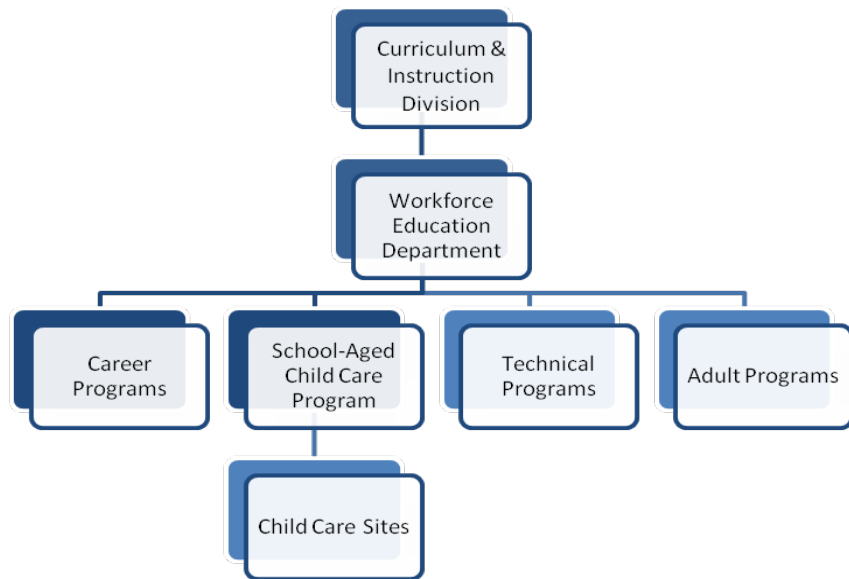 Curriculum &
Instruction
Division
Workforce
Education
Department
Career
Programs
School-Aged
Child Care
Program
Technical
Programs
Adult Programs
Child Care Sites